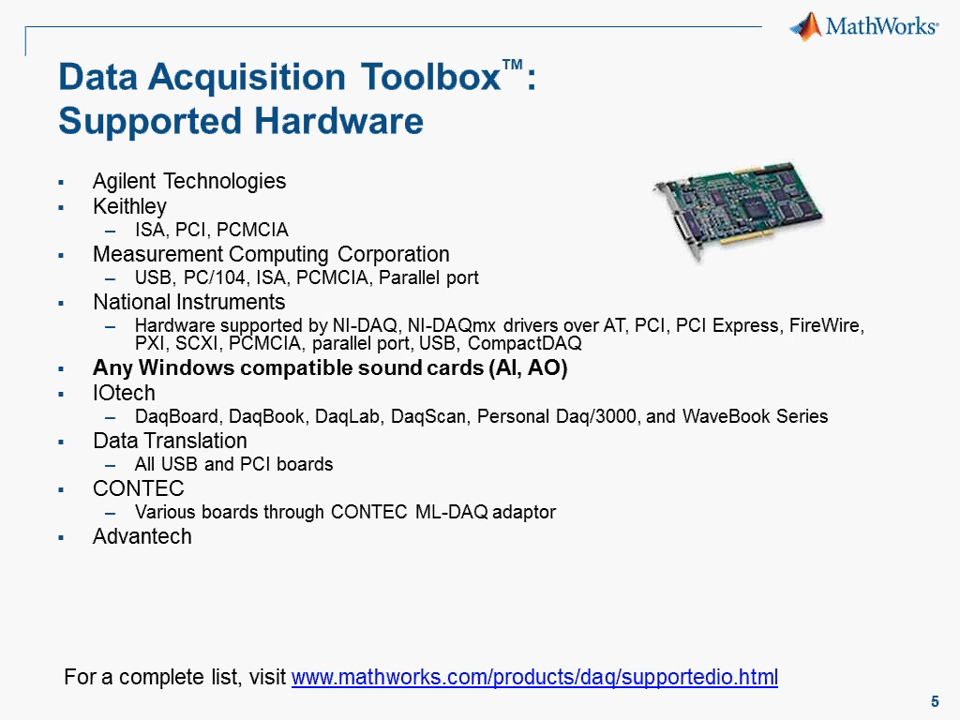 MathWorks®
Data Acquisition Toolbox™:
Supported Hardware
▪ Agilent Technologies
▪ Keithley
– ISA, PCI, PCMCIA
▪ Measurement Computing Corporation
– USB, PC/104, ISA, PCMCIA, Parallel port
▪ National Instruments
– Hardware supported by NI-DAQ, NI-DAQmx drivers over AT, PCI, PCI Express, FireWire,
PXI, SCXI, PCMCIA, parallel port, USB, CompactDAQ
▪ Any Windows compatible sound cards (AI, AO)
▪ IOtech
– DaqBoard, DaqBook, DaqLab, DaqScan, Personal Daq/3000, and WaveBook Series
▪ Data Translation
– All USB and PCI boards
▪ CONTEC
– Various boards through CONTEC ML-DAQ adaptor
▪ Advantech
For a complete list, visit www.mathworks.com/products/daq/supportedio.html
5